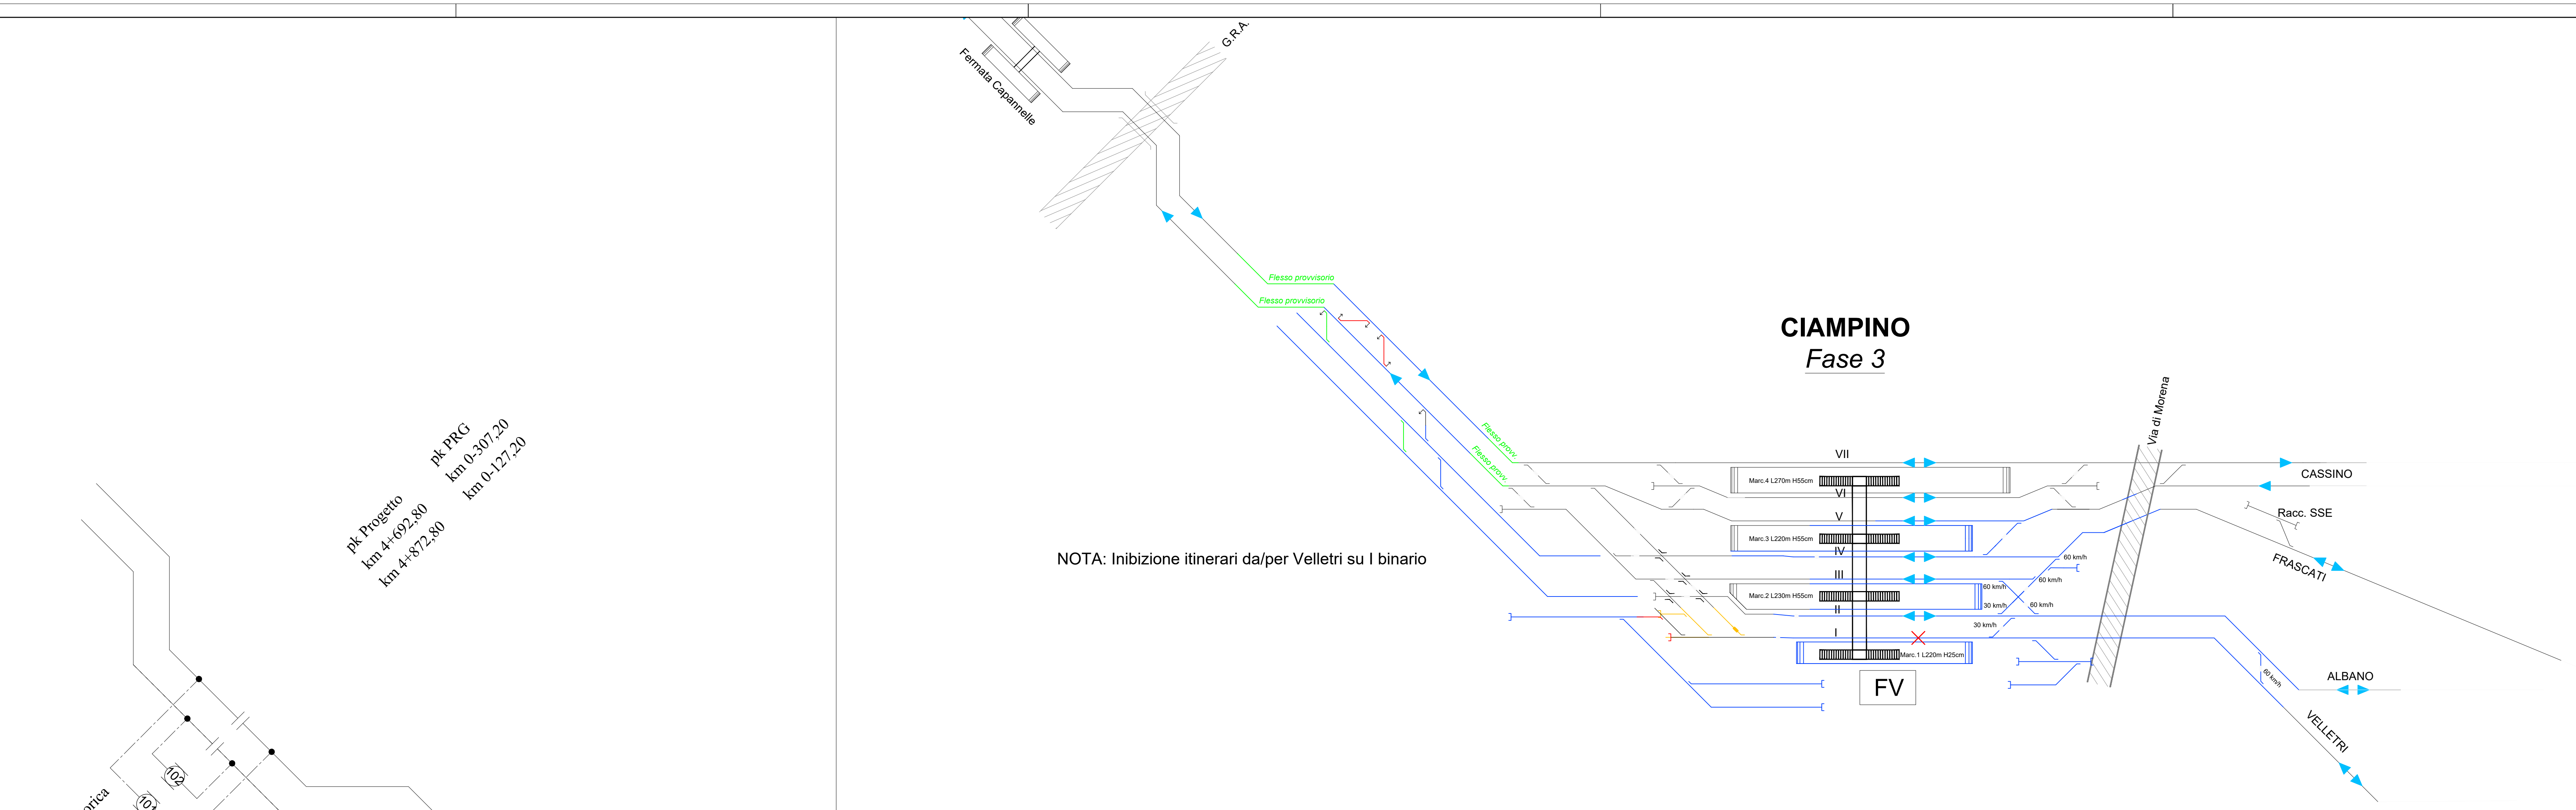 G.R.A.
Fermata Capannelle
Flesso provvisorio
Flesso provvisorio
CIAMPINO
Fase 3
Via di Morena
pk PRG
km 0-307,20
km 0-127,20
pk Progetto
km 4+692,80
km 4+872,80
Flesso provv.
Flesso provv
VII
CASSINO
Marc.4 L270m H55cm
VI
Racc. SSE
V
Marc.3 L220m H55cm
IV
NOTA: Inibizione itinerari da/per Velletri su I binario
60 km/h
FRASCATI
III
60 km/h
60 km/h
Marc.2 L230m H55cm
30 km/h
60 km/h
II
30 km/h
I
Marc.1 L220m H25cm
60 km/h
ALBANO
FV
VELLETRI
102
101
orica